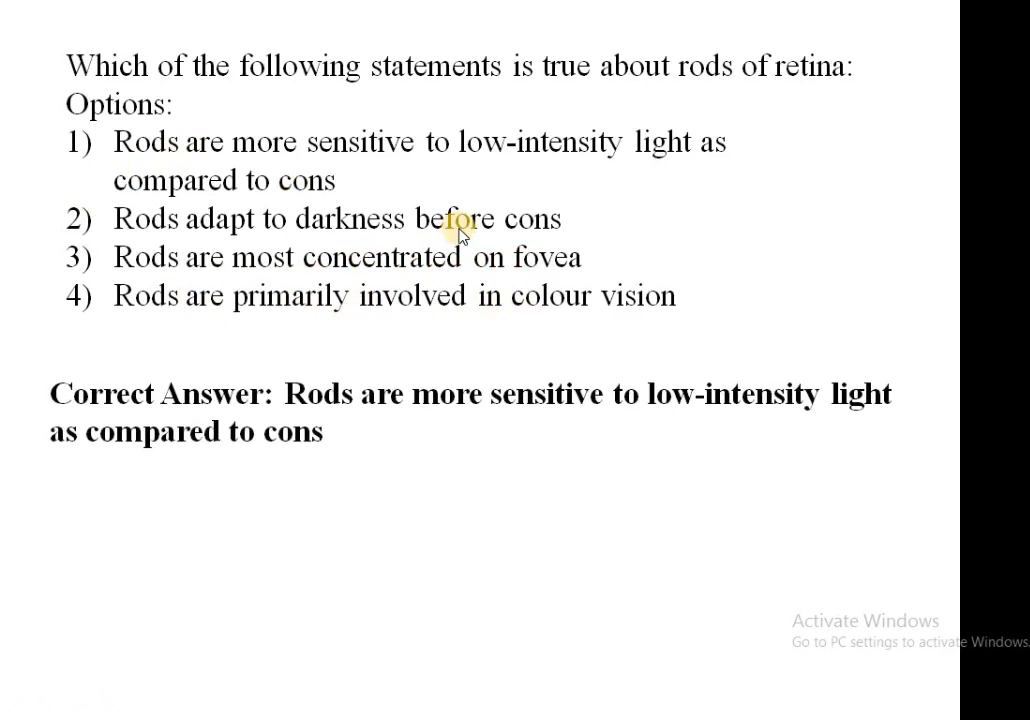 Which of the following statements is true about rods of retina:
Options:
1) Rods are more sensitive to low-intensity light as
compared to cons
2) Rods adapt to darkness before cons
3) Rods are most concentrated on fovea
4) Rods are primarily involved in colour vision
Correct Answer: Rods are more sensitive to low-intensity light
as compared to cons
Activate Windows
Go to PC settings to activate Windows.